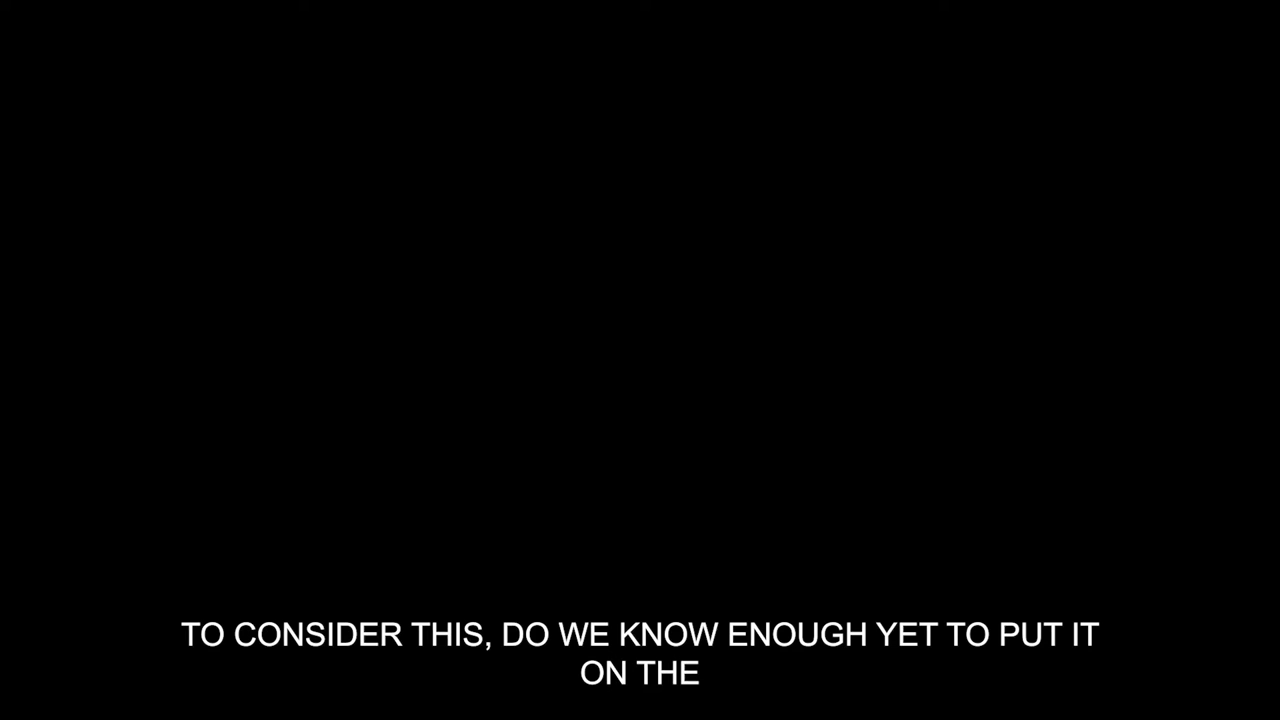 TO CONSIDER THIS, DO WE KNOW ENOUGH YET TO PUT IT
ON THE